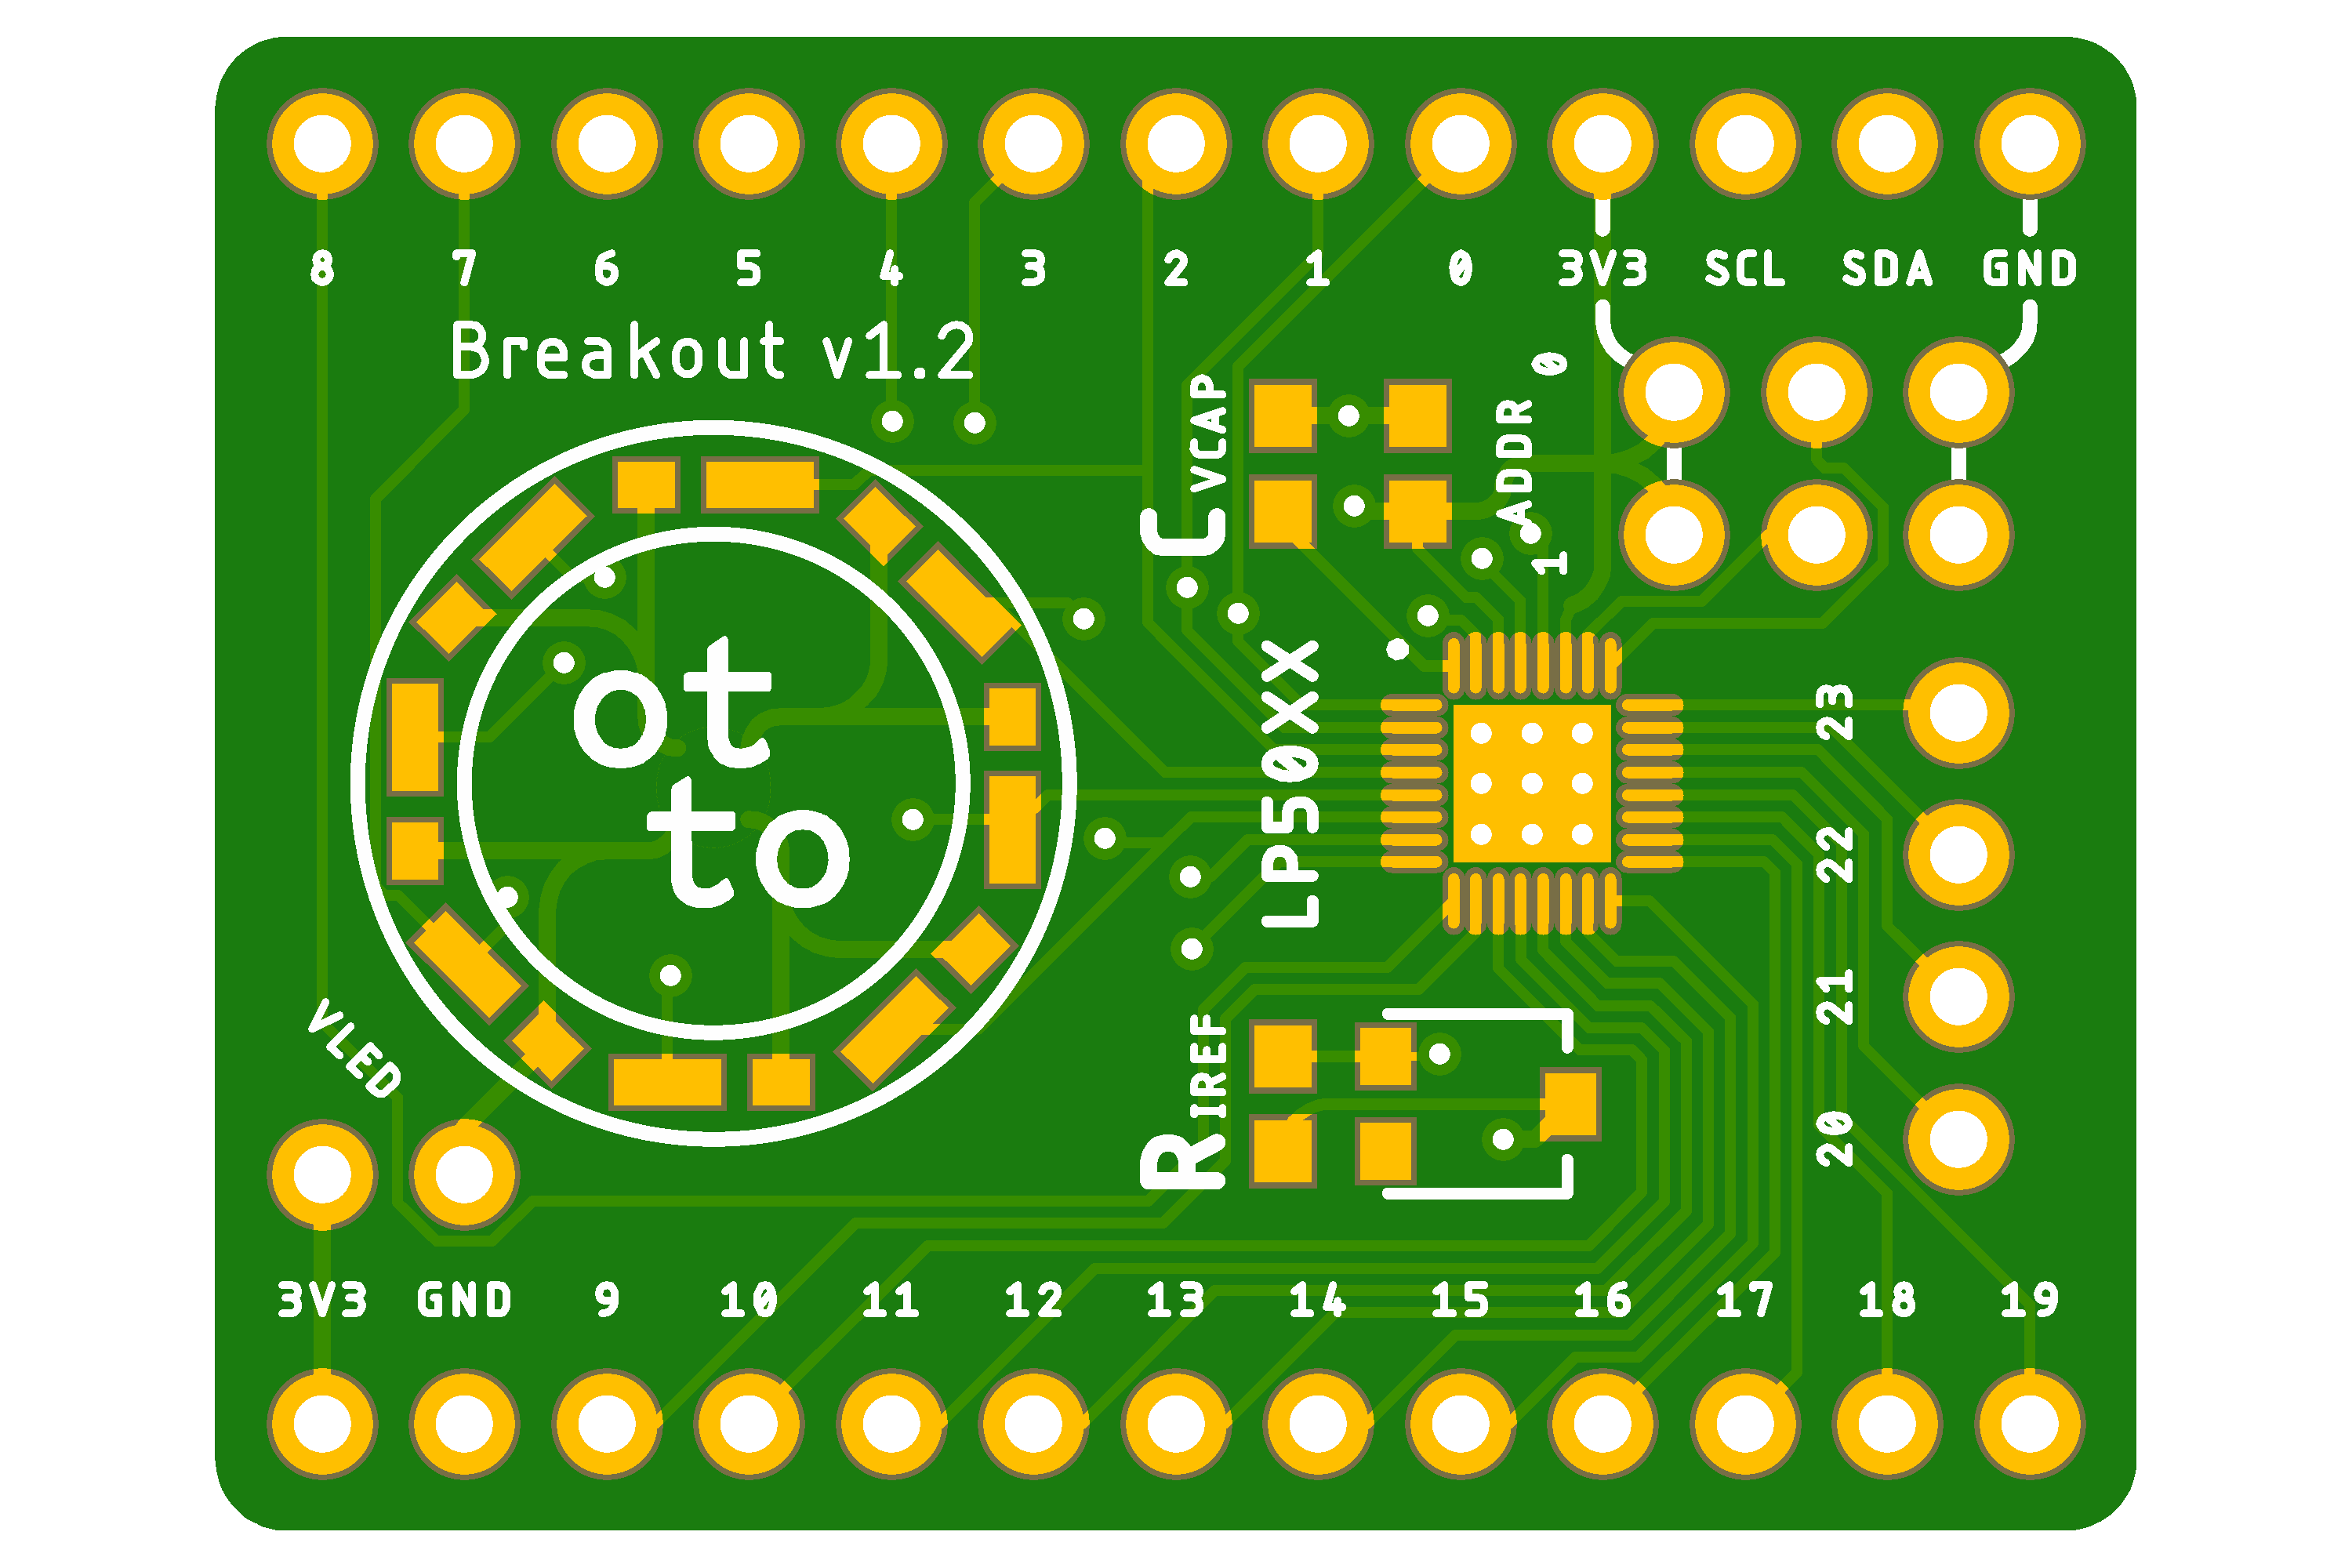 8 7 6 5 4 3 2 1 0 3V3 SCL SDA GND
Breakout v1.2
C VCAP
ADDR 0 1
ot
to
LP50XX
23
22
21
20
VLED
R IREF
3V3 GND 9 10 11 12 13 14 15 16 17 18 19